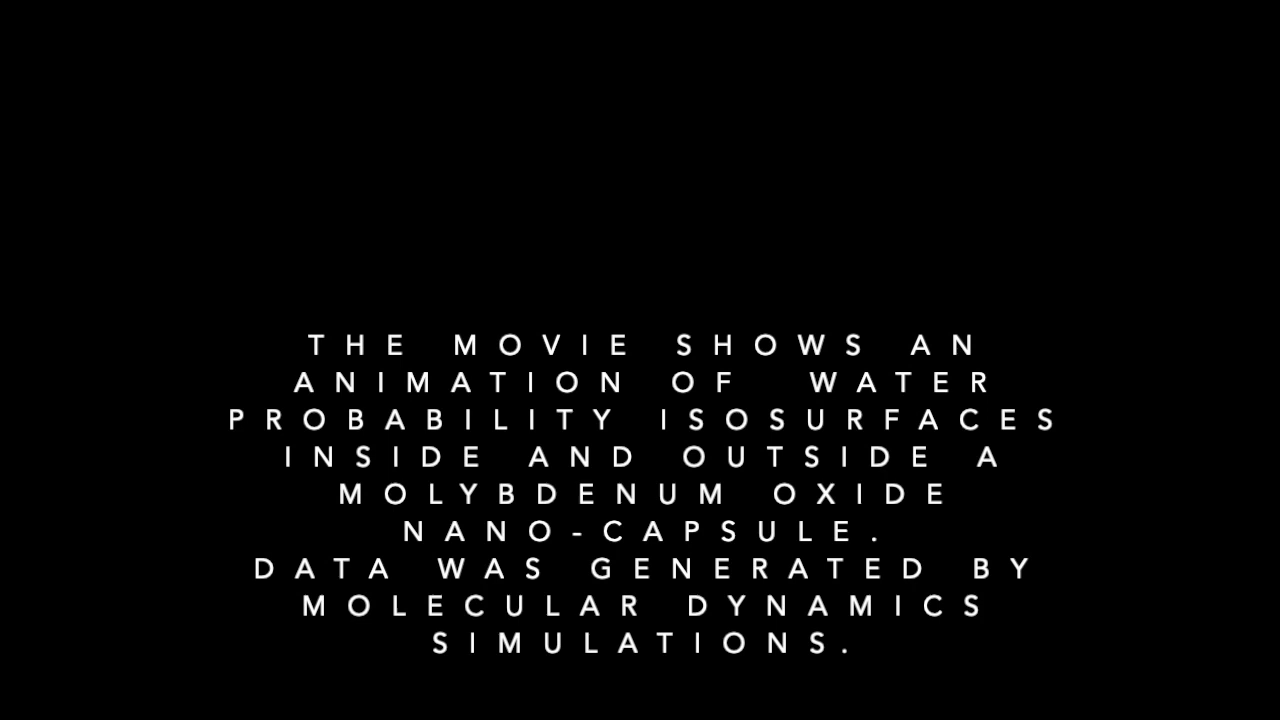 THE MOVIE SHOWS AN
ANIMATION OF WATER
PROBABILITY ISOSURFACES
INSIDE AND OUTSIDE A
MOLYBDENUM OXIDE
NANO-CAPSULE.
DATA WAS GENERATED BY
MOLECULAR DYNAMICS
SIMULATIONS.